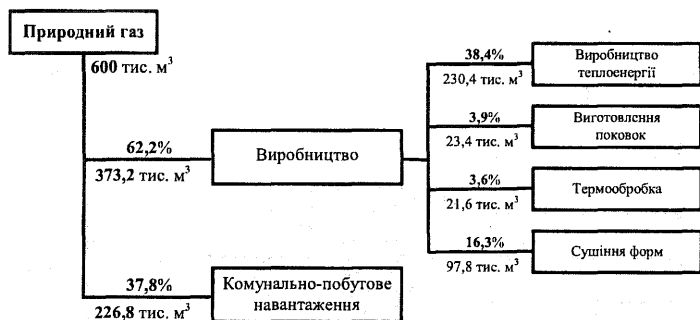 Природний газ
600 тис. м³
62,2%
373,2 тис. м³
Виробництво
37,8%
226,8 тис. м³
Комунально-побутове
навантаження
38,4%
230,4 тис. м³
Виробництво
теплоенергії
3,9%
23,4 тис. м³
Виготовлення
поковок
3,6%
21,6 тис. м³
Термообробка
16,3%
97,8 тис. м³
Сушіння форм